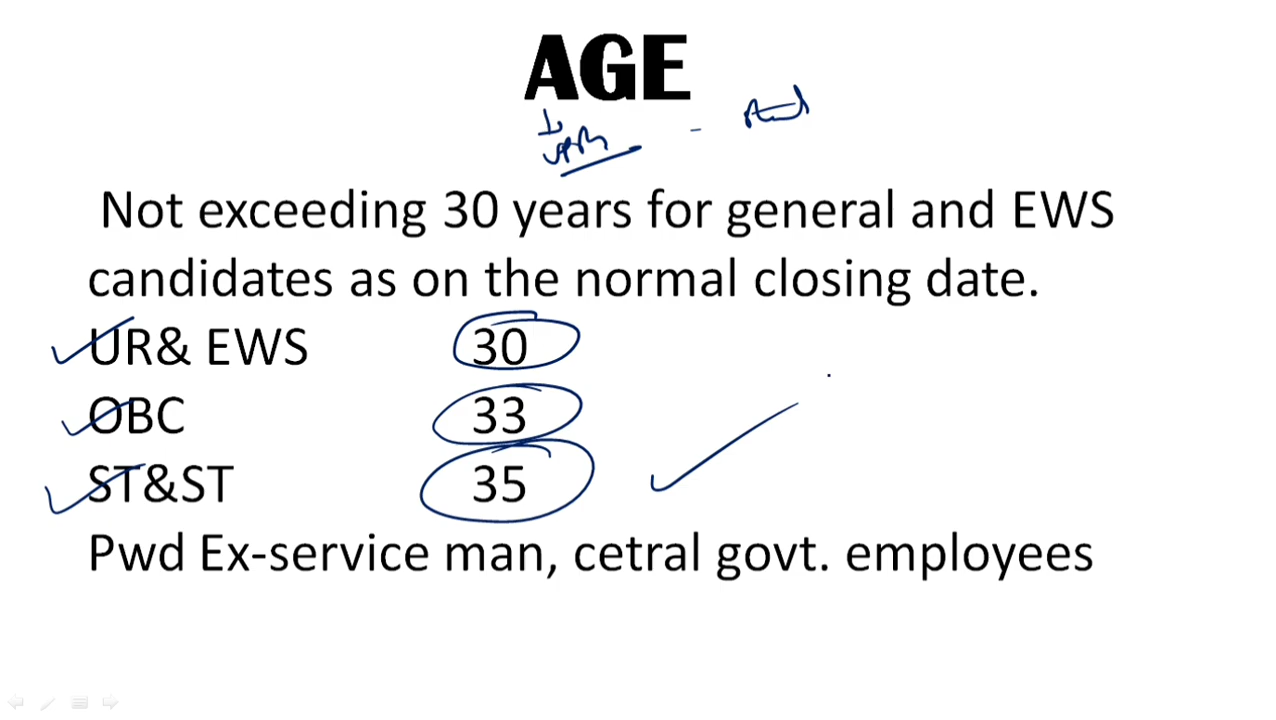 AGE
Not exceeding 30 years for general and EWS
candidates as on the normal closing date.
UR& EWS 30
OBC 33
ST&ST 35
Pwd Ex-service man, cetral govt. employees